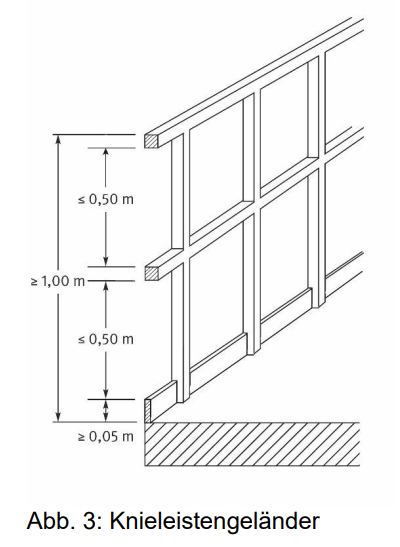 ≤ 0,50 m
≥ 1,00 m
≤ 0,50 m
≥ 0,05 m
Abb. 3: Knieleistengeländer